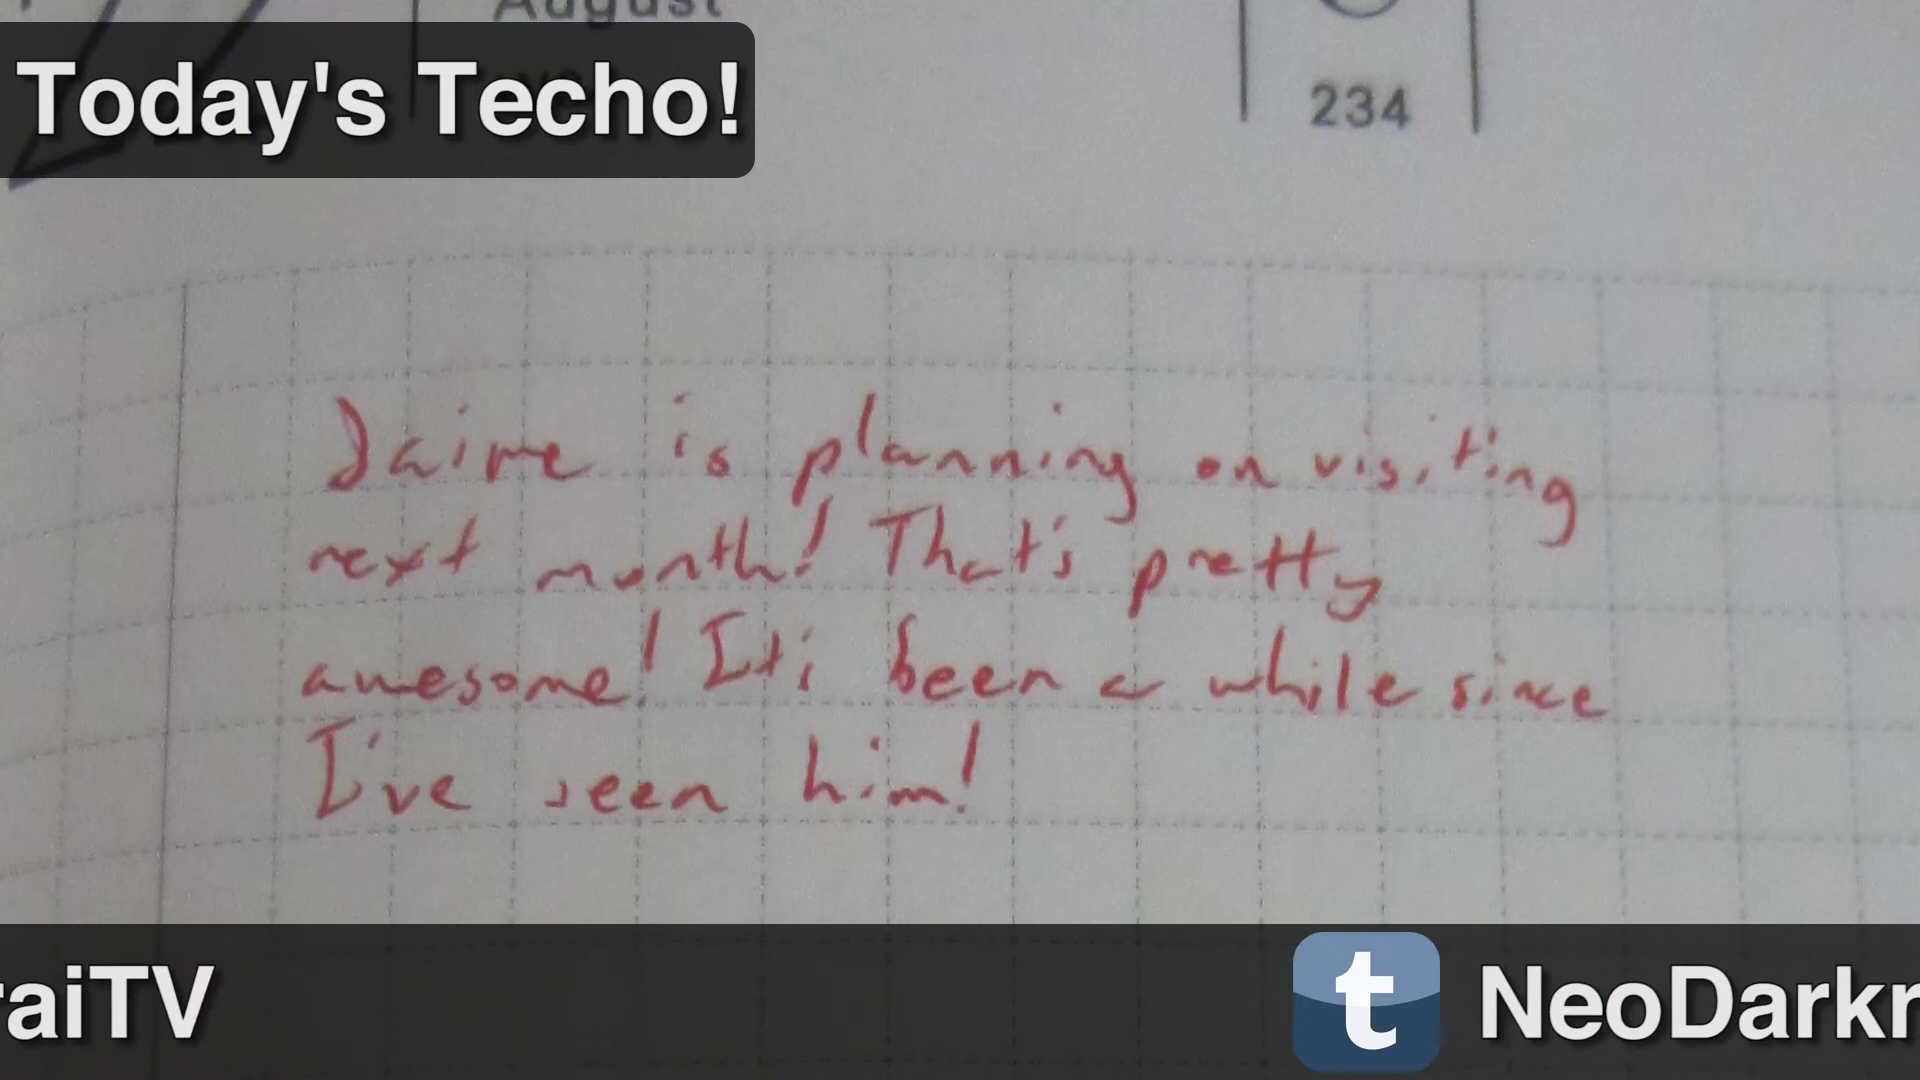 August
Today's Techo!
234
Jaime is planning on visiting
next month! That's pretty
awesome! It's been a while since
I've seen him!
raiTV
t NeoDarkr